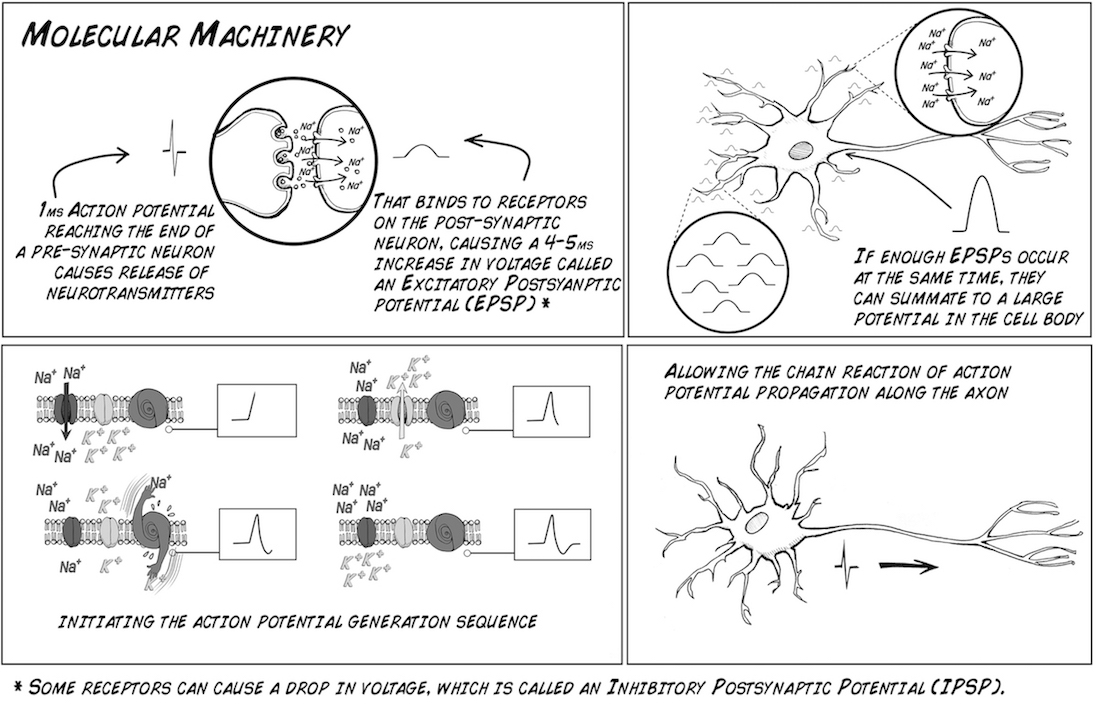 MOLECULAR MACHINERY
Na⁺
Na⁺
Na⁺
Na⁺
Na⁺
Na⁺
1MS ACTION POTENTIAL
REACHING THE END OF
A PRE-SYNAPTIC NEURON
CAUSES RELEASE OF
NEUROTRANSMITTERS
THAT BINDS TO RECEPTORS
ON THE POST-SYNAPTIC
NEURON, CAUSING A 4-5MS
INCREASE IN VOLTAGE CALLED
AN EXCITATORY POSTSYANPTIC
POTENTIAL (EPSP) *
Na⁺
Na⁺
Na⁺
Na⁺
Na⁺
Na⁺
Na⁺
Na⁺
IF ENOUGH EPSPS OCCUR
AT THE SAME TIME, THEY
CAN SUMMATE TO A LARGE
POTENTIAL IN THE CELL BODY
Na⁺ Na⁺
Na⁺ Na⁺
K⁺ K⁺
K⁺ K⁺ K⁺
Na⁺ K⁺
Na⁺ K⁺ K⁺
Na⁺ Na⁺ K⁺
Na⁺ K⁺ Na⁺
Na⁺ K⁺
Na⁺ K⁺
K⁺
Na⁺ Na⁺
Na⁺ Na⁺
K⁺ K⁺
K⁺ K⁺
INITIATING THE ACTION POTENTIAL GENERATION SEQUENCE
ALLOWING THE CHAIN REACTION OF ACTION
POTENTIAL PROPAGATION ALONG THE AXON
* SOME RECEPTORS CAN CAUSE A DROP IN VOLTAGE, WHICH IS CALLED AN INHIBITORY POSTSYNAPTIC POTENTIAL (IPSP).